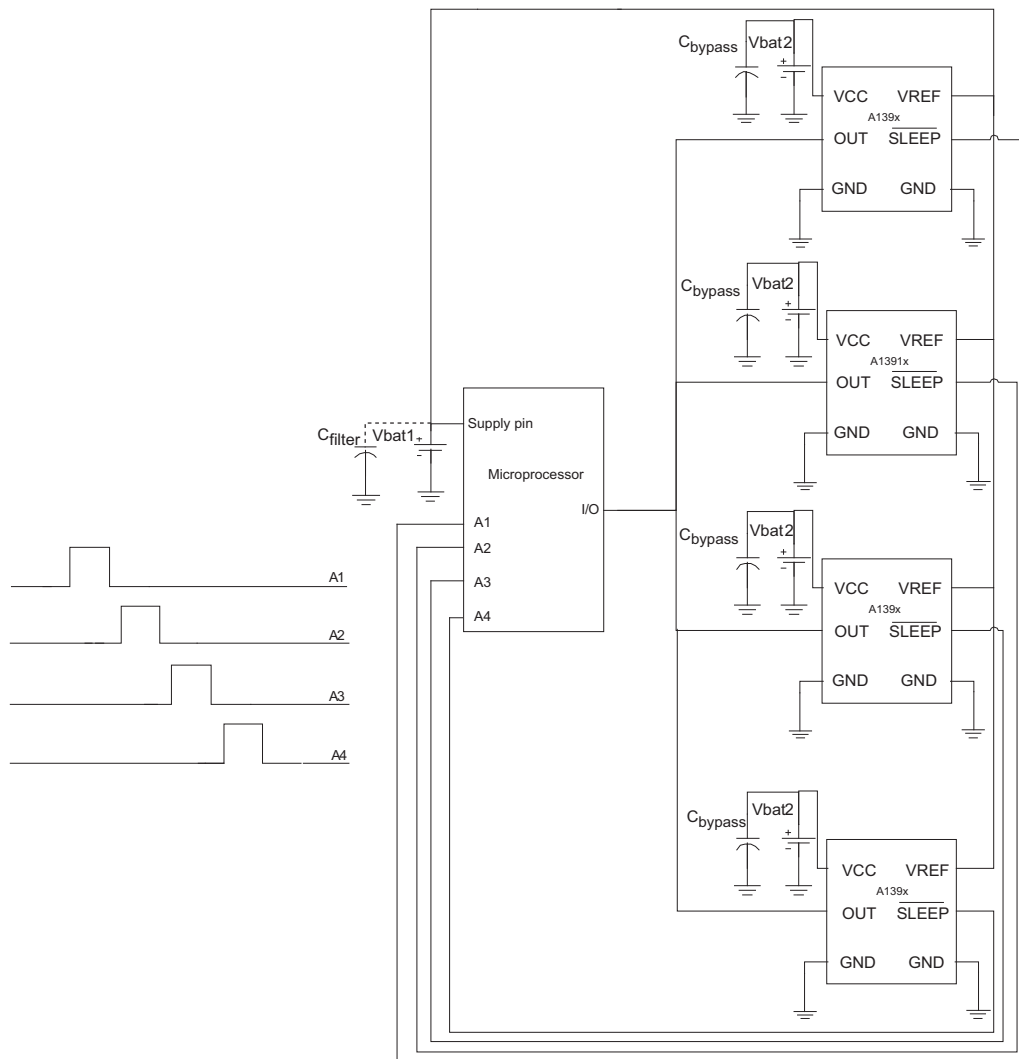 Cbypass Vbat2 + -
VCC VREF
A139x
OUT SLEEP
GND GND
Cbypass Vbat2 + -
VCC VREF
A1391x
OUT SLEEP
GND GND
Cfilter Vbat1 + -
Supply pin
Microprocessor
I/O
A1
A2
A3
A4
Cbypass Vbat2 + -
VCC VREF
A139x
OUT SLEEP
GND GND
A1
A2
A3
A4
Cbypass Vbat2 + -
VCC VREF
A139x
OUT SLEEP
GND GND